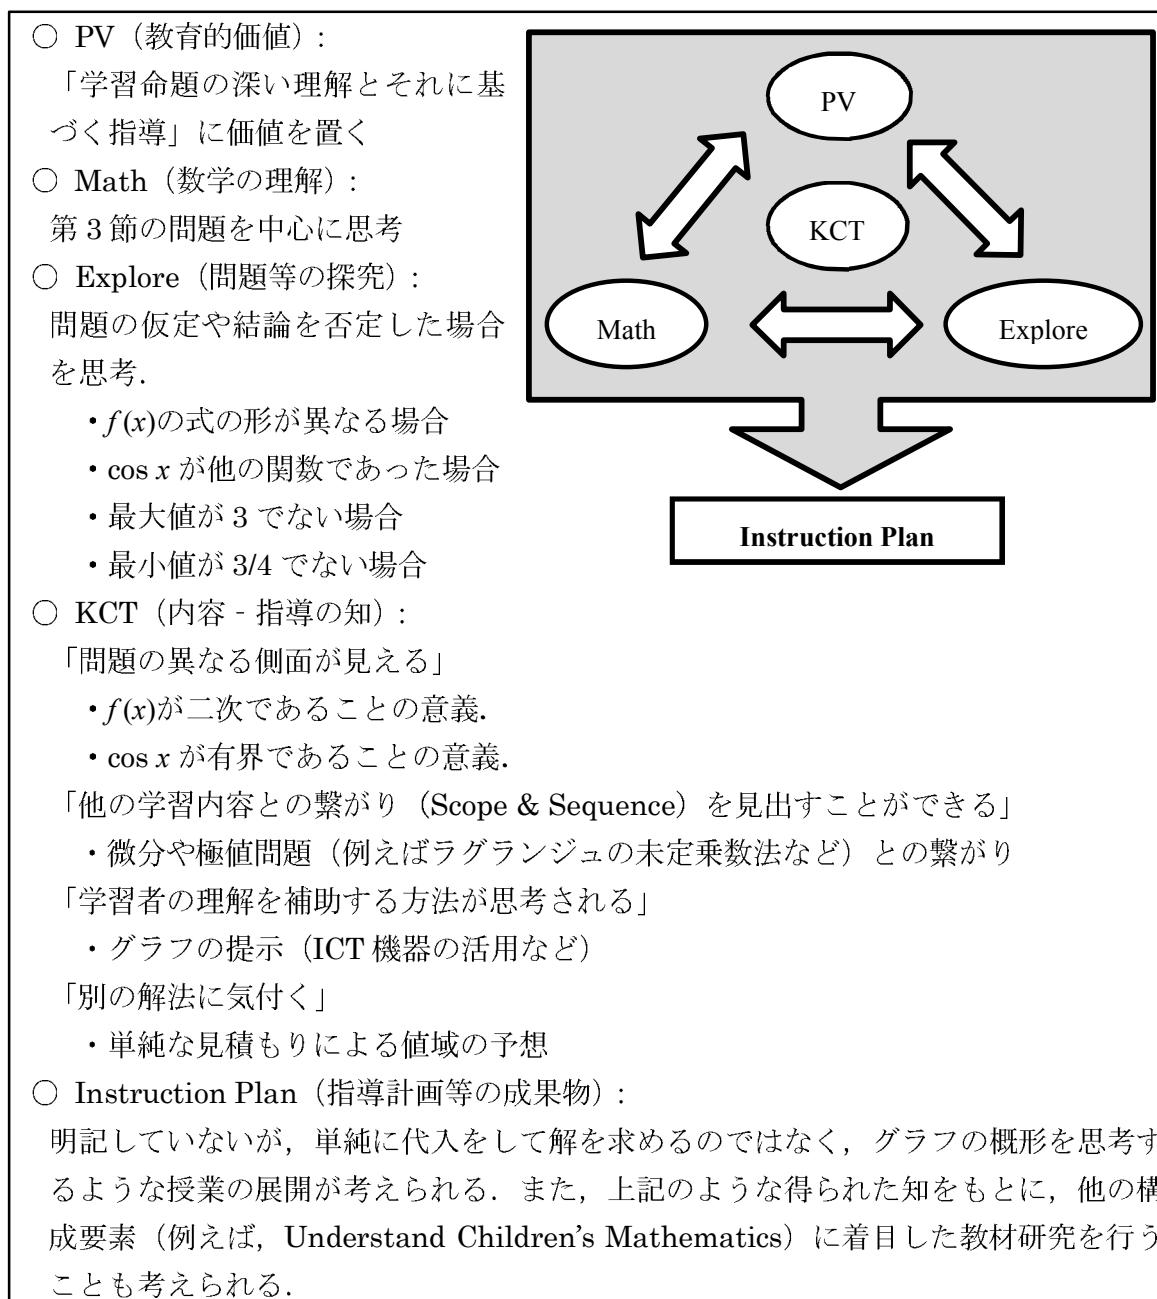 ○ PV（教育的価値）:
「学習命題の深い理解とそれに基
づく指導」に価値を置く
○ Math（数学の理解）:
第 3 節の問題を中心に思考
○ Explore（問題等の探究）:
問題の仮定や結論を否定した場合
を思考．
・f (x)の式の形が異なる場合
・cos x が他の関数であった場合
・最大値が 3 でない場合
・最小値が 3/4 でない場合
PV
KCT
Math
Explore
Instruction Plan
○ KCT（内容‐指導の知）:
「問題の異なる側面が見える」
・f (x)が二次であることの意義．
・cos x が有界であることの意義．
「他の学習内容との繋がり（Scope & Sequence）を見出すことができる」
・微分や極値問題（例えばラグランジュの未定乗数法など）との繋がり
「学習者の理解を補助する方法が思考される」
・グラフの提示（ICT 機器の活用など）
「別の解法に気付く」
・単純な見積もりによる値域の予想
○ Instruction Plan（指導計画等の成果物）:
明記していないが，単純に代入をして解を求めるのではなく，グラフの概形を思考す
るような授業の展開が考えられる．また，上記のような得られた知をもとに，他の構
成要素（例えば，Understand Children's Mathematics）に着目した教材研究を行う
ことも考えられる．